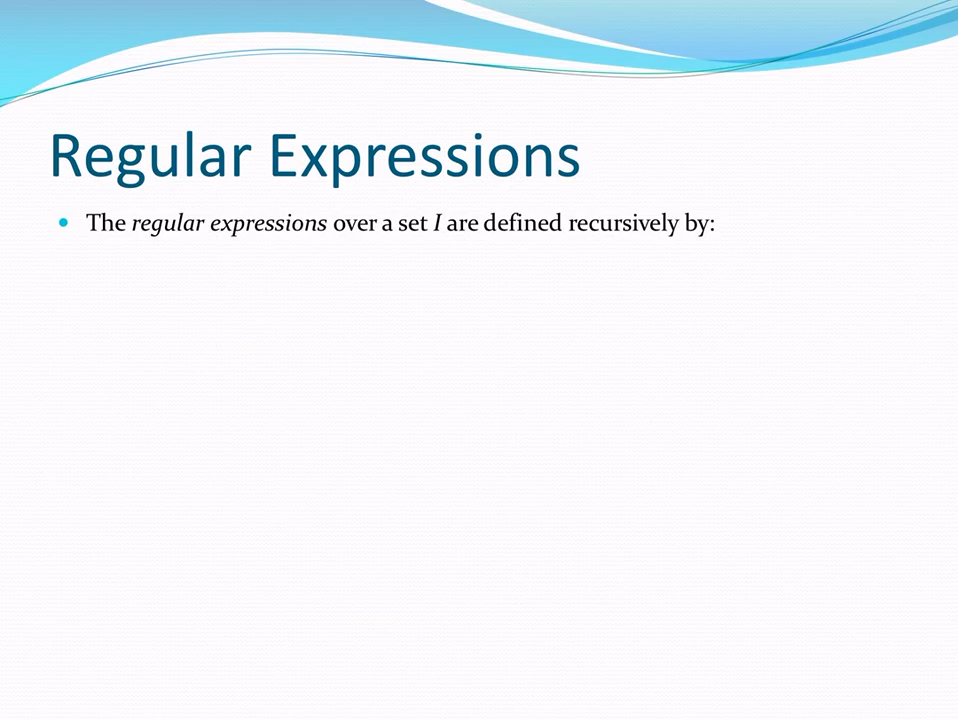 Regular Expressions
The regular expressions over a set I are defined recursively by: